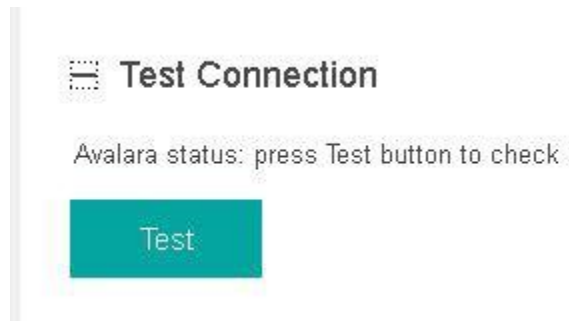 Test Connection
Avalara status: press Test button to check
Test